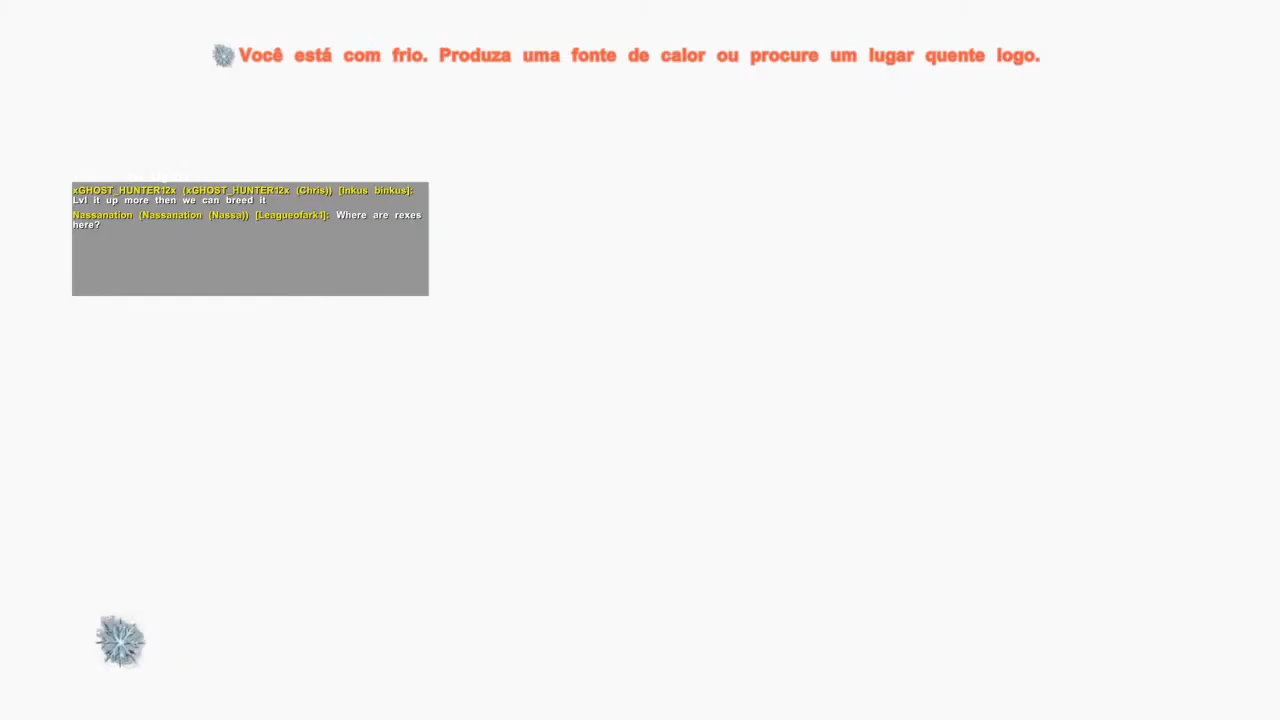 Você está com frio. Produza uma fonte de calor ou procure um lugar quente logo.
xGHOST_HUNTER12x (xGHOST_HUNTER12x (Chris)) [Inkus binkus]:
Lvl it up more then we can breed it
Nassanation (Nassanation (Nassa)) [Leagueofark1]: Where are rexes
here?